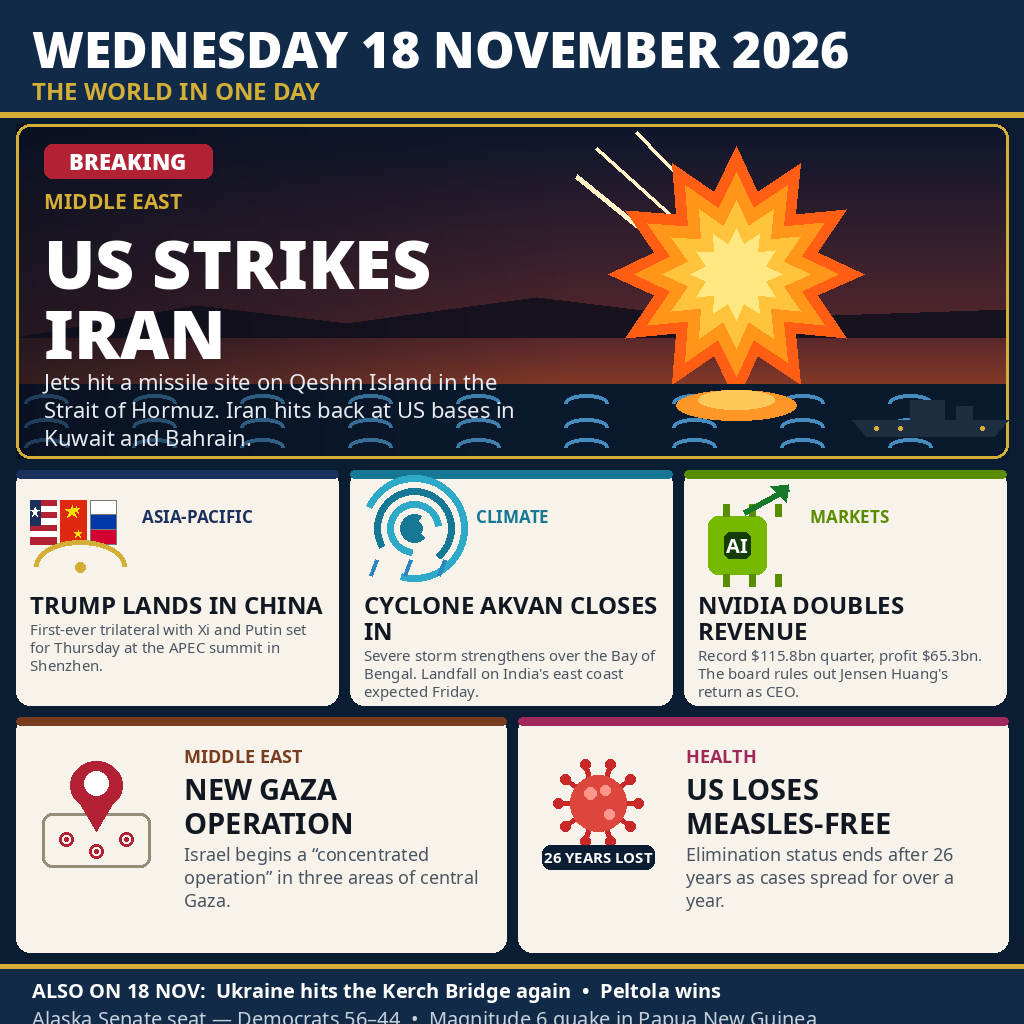 WEDNESDAY 18 NOVEMBER 2026
THE WORLD IN ONE DAY
BREAKING
MIDDLE EAST
US STRIKES
IRAN
Jets hit a missile site on Qeshm Island in the
Strait of Hormuz. Iran hits back at US bases in
Kuwait and Bahrain.
ASIA-PACIFIC
TRUMP LANDS IN CHINA
First-ever trilateral with Xi and Putin set
for Thursday at the APEC summit in
Shenzhen.
CLIMATE
CYCLONE AKVAN CLOSES
IN
Severe storm strengthens over the Bay of
Bengal. Landfall on India's east coast
expected Friday.
AI
MARKETS
NVIDIA DOUBLES
REVENUE
Record $115.8bn quarter, profit $65.3bn.
The board rules out Jensen Huang's
return as CEO.
MIDDLE EAST
NEW GAZA
OPERATION
Israel begins a “concentrated
operation” in three areas of central
Gaza.
26 YEARS LOST
HEALTH
US LOSES
MEASLES-FREE
Elimination status ends after 26
years as cases spread for over a
year.
ALSO ON 18 NOV: Ukraine hits the Kerch Bridge again • Peltola wins
Alaska Senate seat — Democrats 56–44 • Magnitude 6 quake in Papua New Guinea